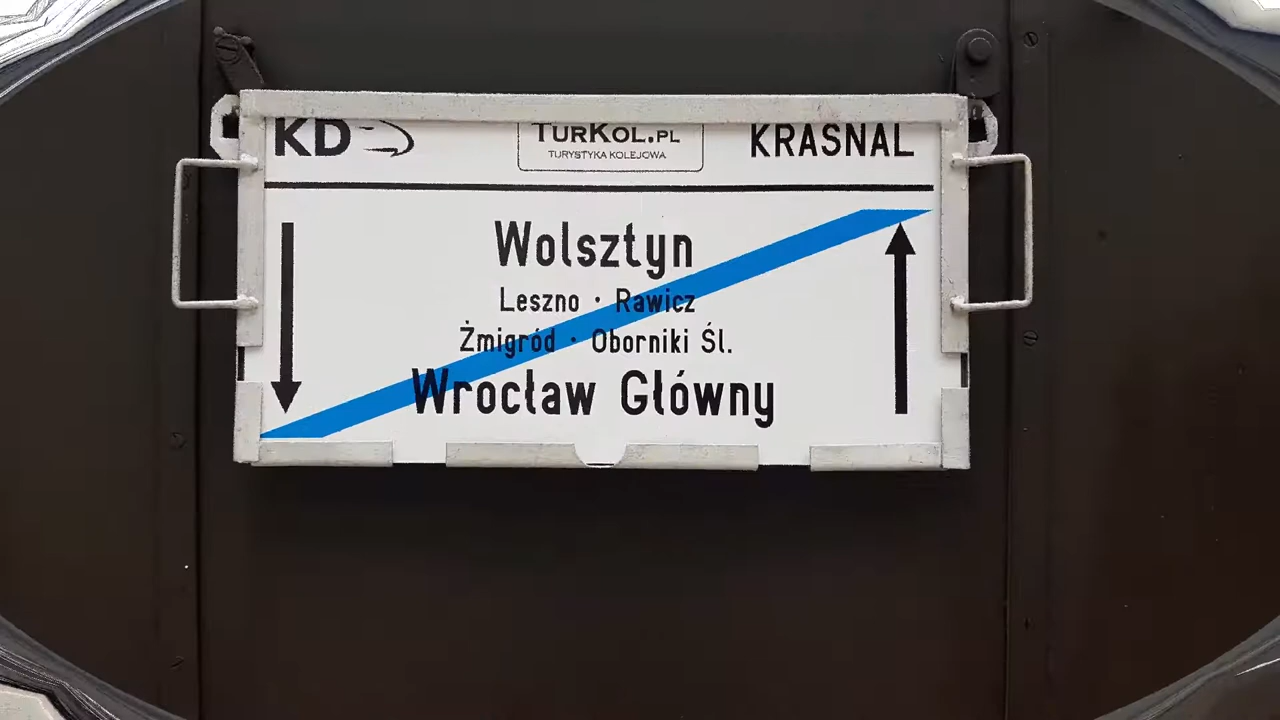 KD TURKOL.PL KRASNAL
TURYSTYKA KOLEJOWA
Wolsztyn
Leszno · Rawicz
Żmigród · Oborniki Śl.
Wrocław Główny